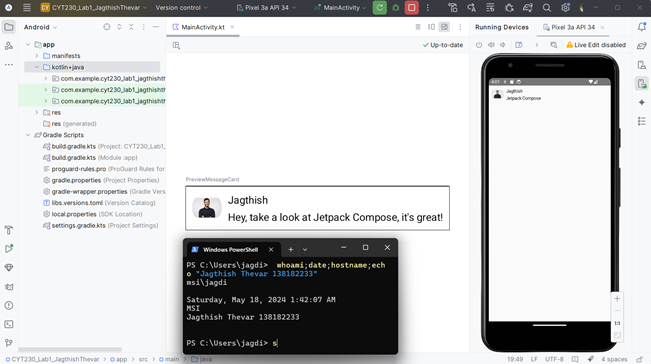 CY CYT230_Lab1_JagthishThevar Version control Pixel 3a API 34 MainActivity
Android
MainActivity.kt
Running Devices Pixel 3a API 34
Up-to-date
Live Edit disabled
app
manifests
kotlin+java
com.example.cyt230_lab1_jagthisht
com.example.cyt230_lab1_jagthisht
com.example.cyt230_lab1_jagthisht
res
res (generated)
Gradle Scripts
build.gradle.kts (Project: CYT230_Lab1_
build.gradle.kts (Module :app)
proguard-rules.pro (ProGuard Rules for
gradle.properties (Project Properties)
gradle-wrapper.properties (Gradle Vers
libs.versions.toml (Version Catalog)
local.properties (SDK Location)
settings.gradle.kts (Project Settings)
PreviewMessageCard
Jagthish
Hey, take a look at Jetpack Compose, it's great!
Jagthish
Jetpack Compose
1:1
Windows PowerShell
PS C:\Users\jagdi> whoami;date;hostname;ech
o "Jagthish Thevar 138182233"
msi\jagdi
Saturday, May 18, 2024 1:42:07 AM
MSI
Jagthish Thevar 138182233
PS C:\Users\jagdi> s
CYT230_Lab1_JagthishThevar > app > src > main > java
19:49 LF UTF-8 4 spaces